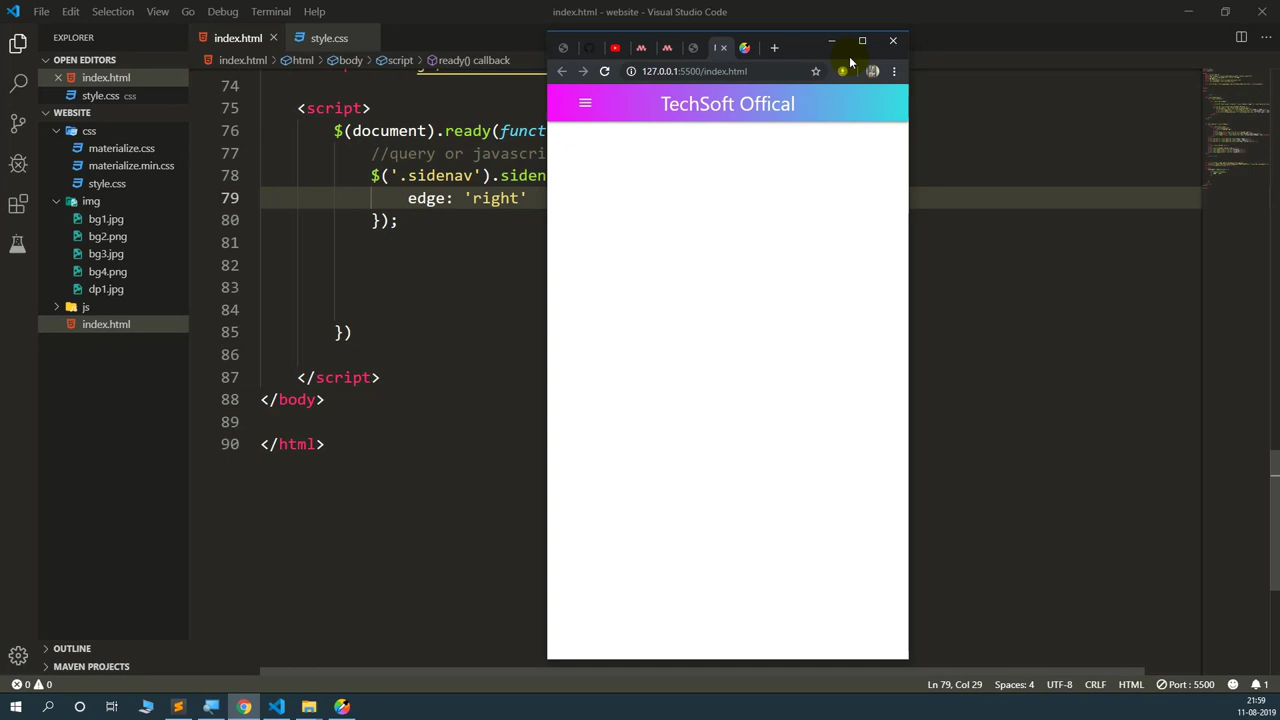 File Edit Selection View Go Debug Terminal Help
index.html - website - Visual Studio Code
EXPLORER
index.html
style.css
OPEN EDITORS
index.html
html
body
script
ready() callback
index.html
style.css css
WEBSITE
css
materialize.css
materialize.min.css
style.css
img
bg1.jpg
bg2.png
bg3.jpg
bg4.png
dp1.jpg
js
index.html
OUTLINE
MAVEN PROJECTS
74
75 <script>
76 $(document).ready(funct
77 //query or javascri
78 $('.sidenav').siden
79 edge: 'right'
80 });
81
82
83
84
85 })
86
87 </script>
88 </body>
89
90 </html>
127.0.0.1:5500/index.html
TechSoft Offical
0 0
Ln 79, Col 29 Spaces: 4 UTF-8 CRLF HTML Port : 5500 1
21:59
11-08-2019